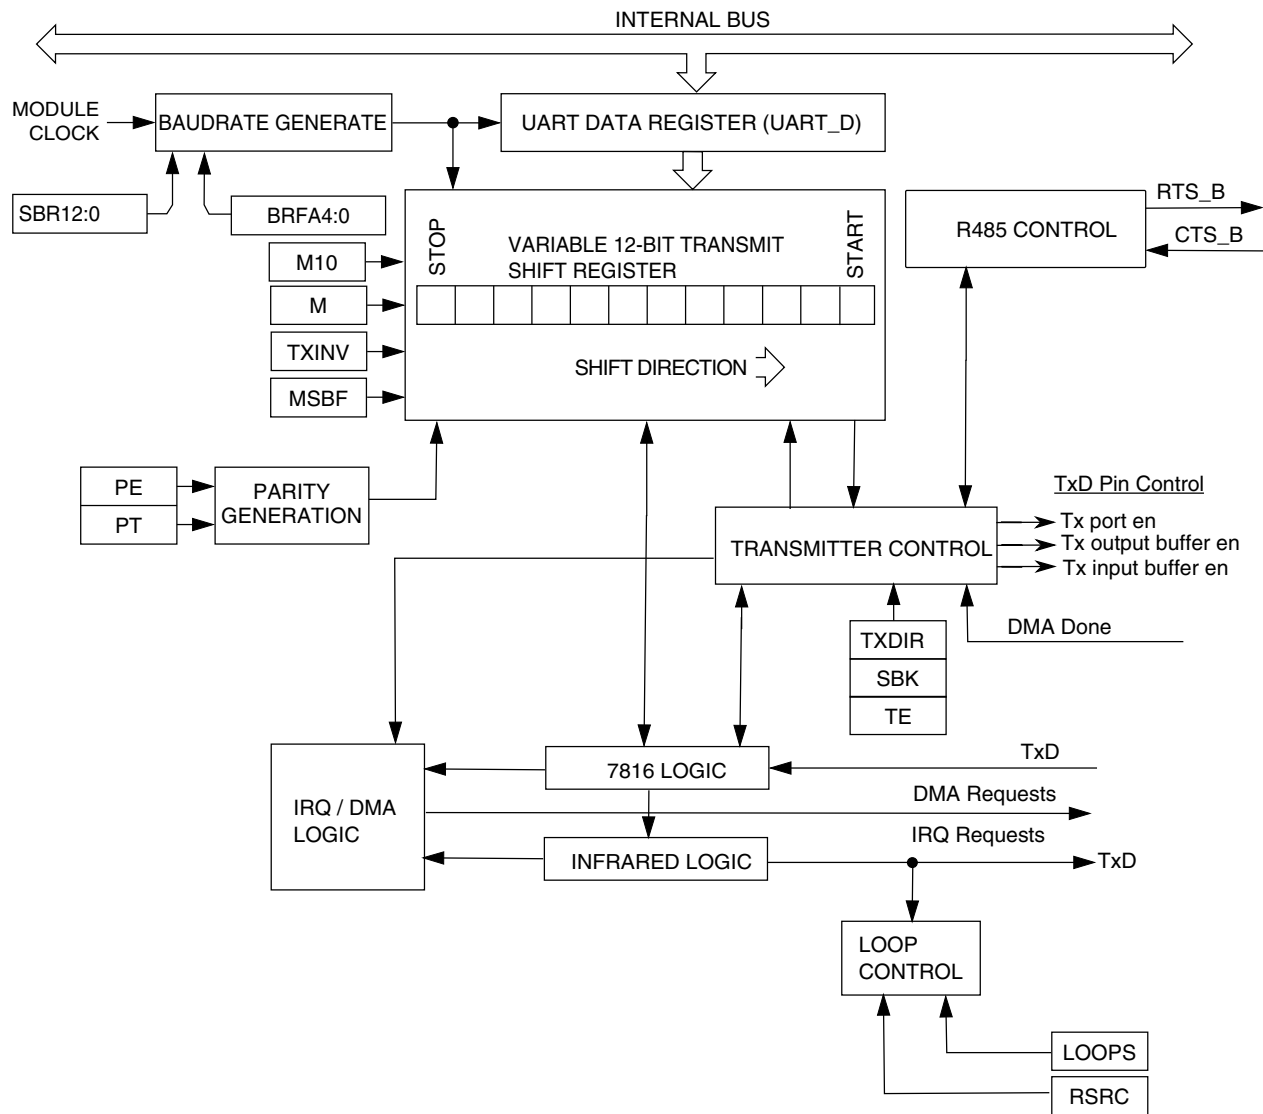 INTERNAL BUS
MODULE
CLOCK
BAUDRATE GENERATE
UART DATA REGISTER (UART_D)
SBR12:0
BRFA4:0
STOP
VARIABLE 12-BIT TRANSMIT
SHIFT REGISTER
START
R485 CONTROL
RTS_B
CTS_B
M10
M
TXINV
MSBF
SHIFT DIRECTION
PE
PT
PARITY
GENERATION
TRANSMITTER CONTROL
TxD Pin Control
Tx port en
Tx output buffer en
Tx input buffer en
DMA Done
TXDIR
SBK
TE
IRQ / DMA
LOGIC
7816 LOGIC
TxD
DMA Requests
IRQ Requests
INFRARED LOGIC
TxD
LOOP
CONTROL
LOOPS
RSRC